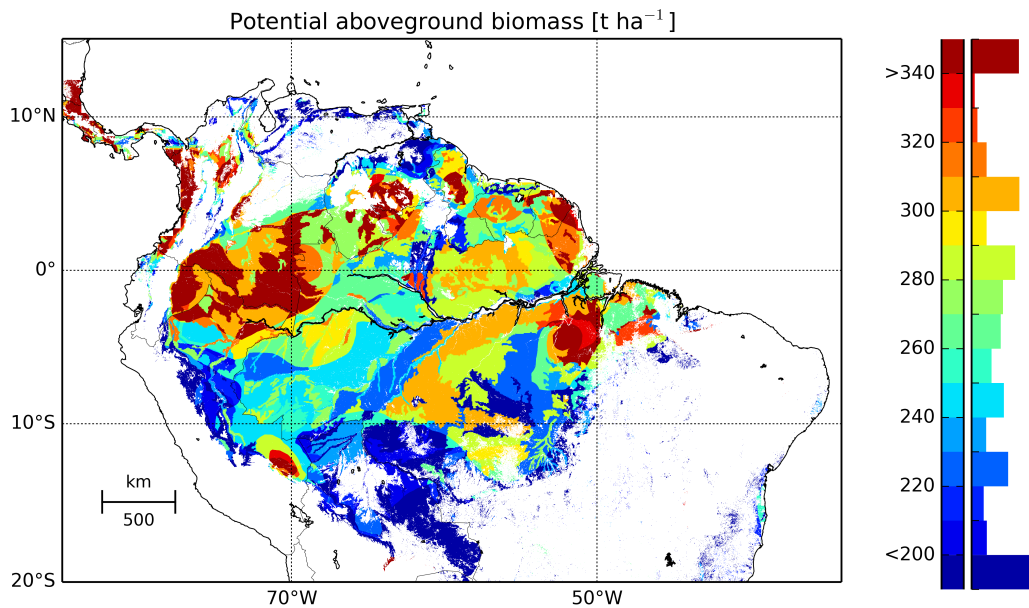 Potential aboveground biomass [t ha⁻¹]
>340
320
300
280
260
240
220
<200
10°N
0°
10°S
20°S
km
500
70°W
50°W